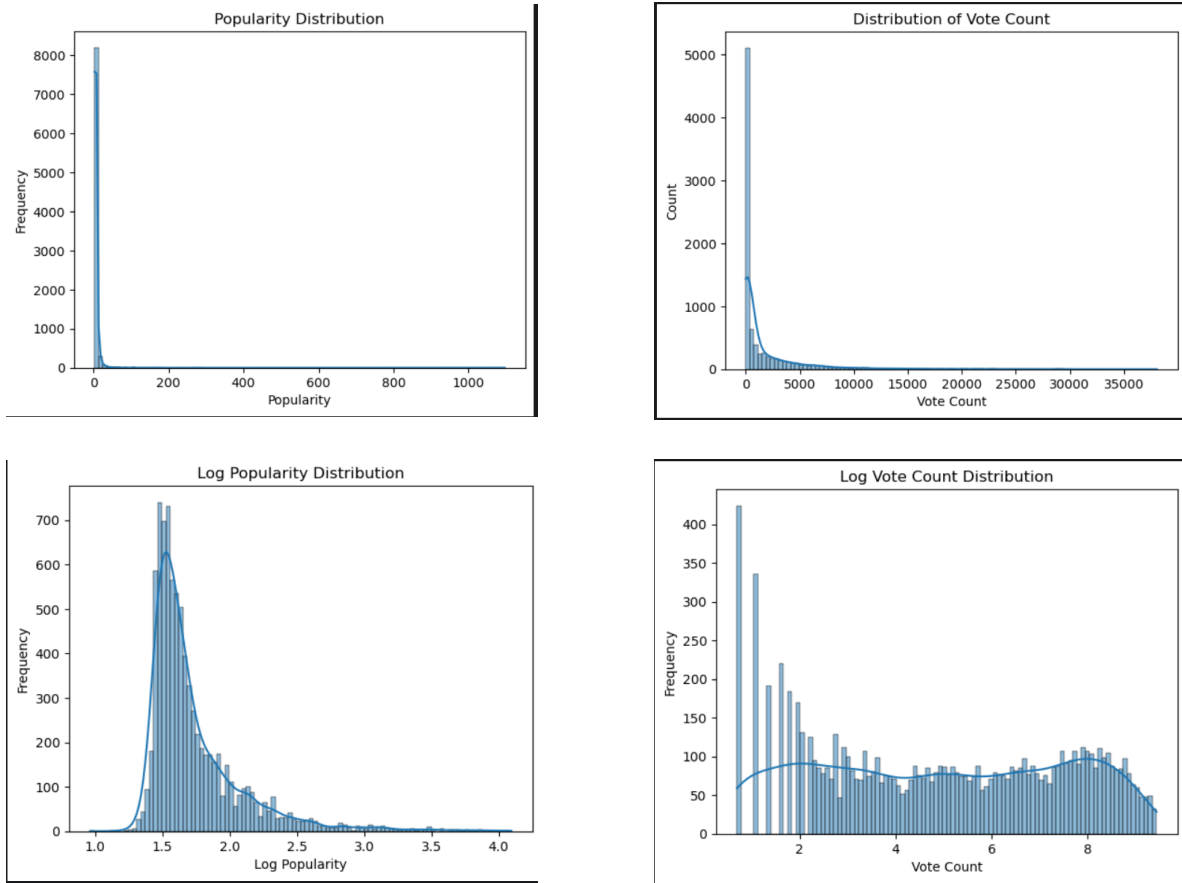 Popularity Distribution
8000
7000
6000
5000
4000
3000
2000
1000
0
Frequency
0 200 400 600 800 1000
Popularity
Distribution of Vote Count
5000
4000
3000
2000
1000
0
Count
0 5000 10000 15000 20000 25000 30000 35000
Vote Count
Log Popularity Distribution
700
600
500
400
300
200
100
0
Frequency
1.0 1.5 2.0 2.5 3.0 3.5 4.0
Log Popularity
Log Vote Count Distribution
400
350
300
250
200
150
100
50
0
Frequency
2 4 6 8
Vote Count